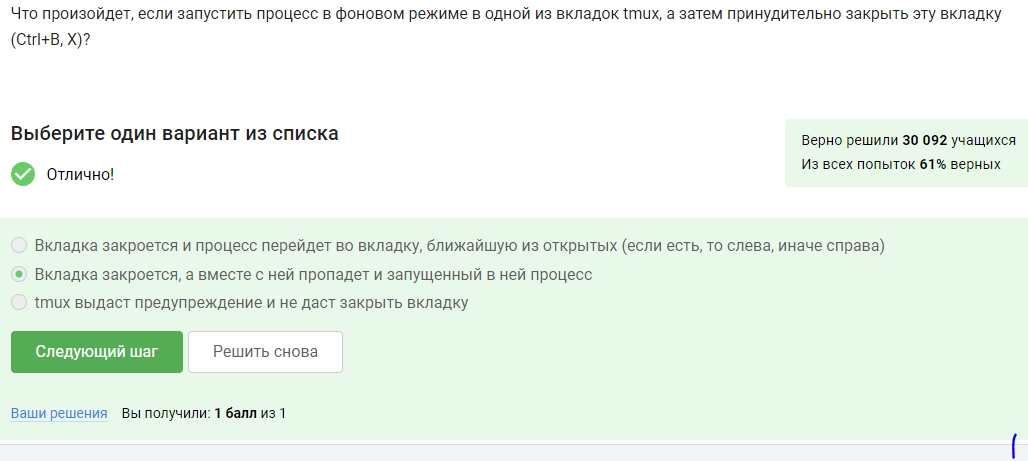 Что произойдет, если запустить процесс в фоновом режиме в одной из вкладок tmux, а затем принудительно закрыть эту вкладку
(Ctrl+B, X)?
Выберите один вариант из списка
Отлично!
Верно решили 30 092 учащихся
Из всех попыток 61% верных
Вкладка закроется и процесс перейдет во вкладку, ближайшую из открытых (если есть, то слева, иначе справа)
Вкладка закроется, а вместе с ней пропадет и запущенный в ней процесс
tmux выдаст предупреждение и не даст закрыть вкладку
Следующий шаг
Решить снова
Ваши решения Вы получили: 1 балл из 1